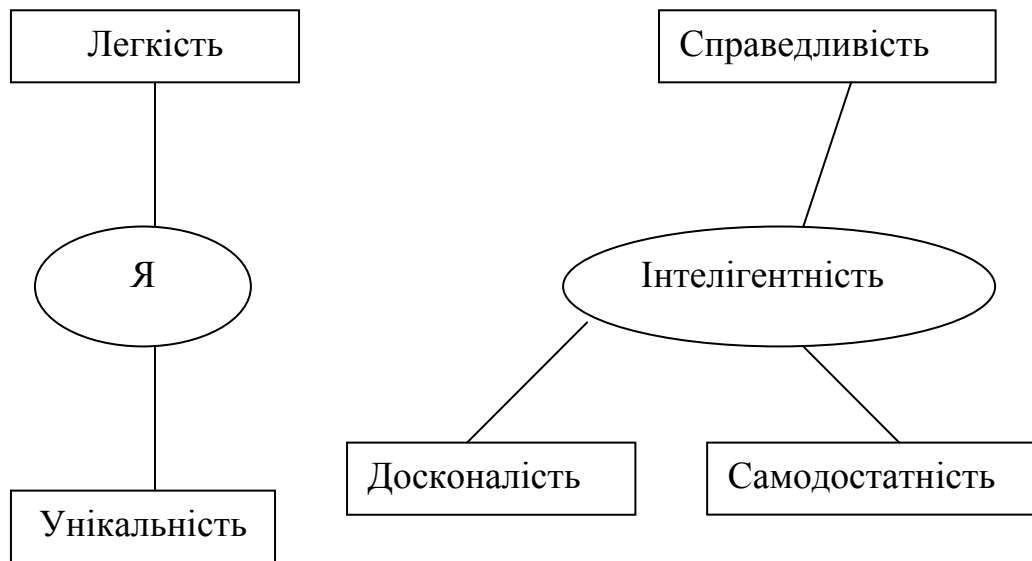 Легкість
Справедливість
Я
Інтелігентність
Досконалість
Самодостатність
Унікальність